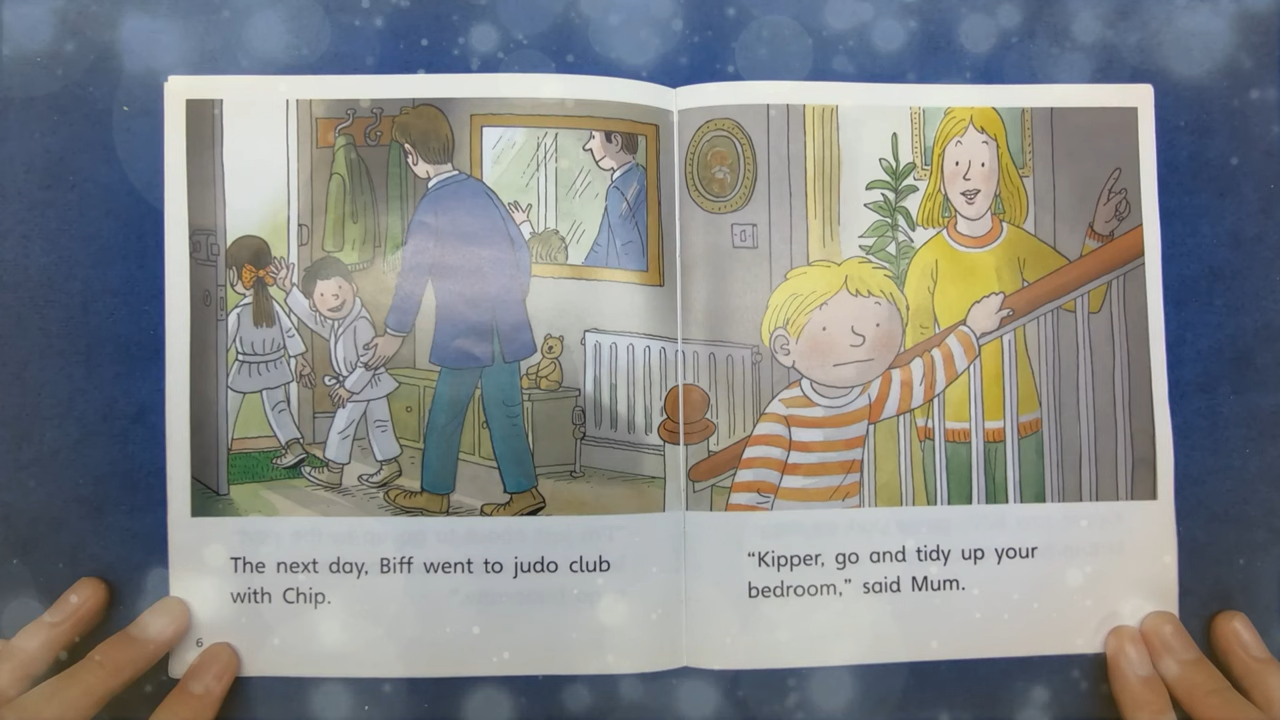 The next day, Biff went to judo club
with Chip.
6
“Kipper, go and tidy up your
bedroom,” said Mum.